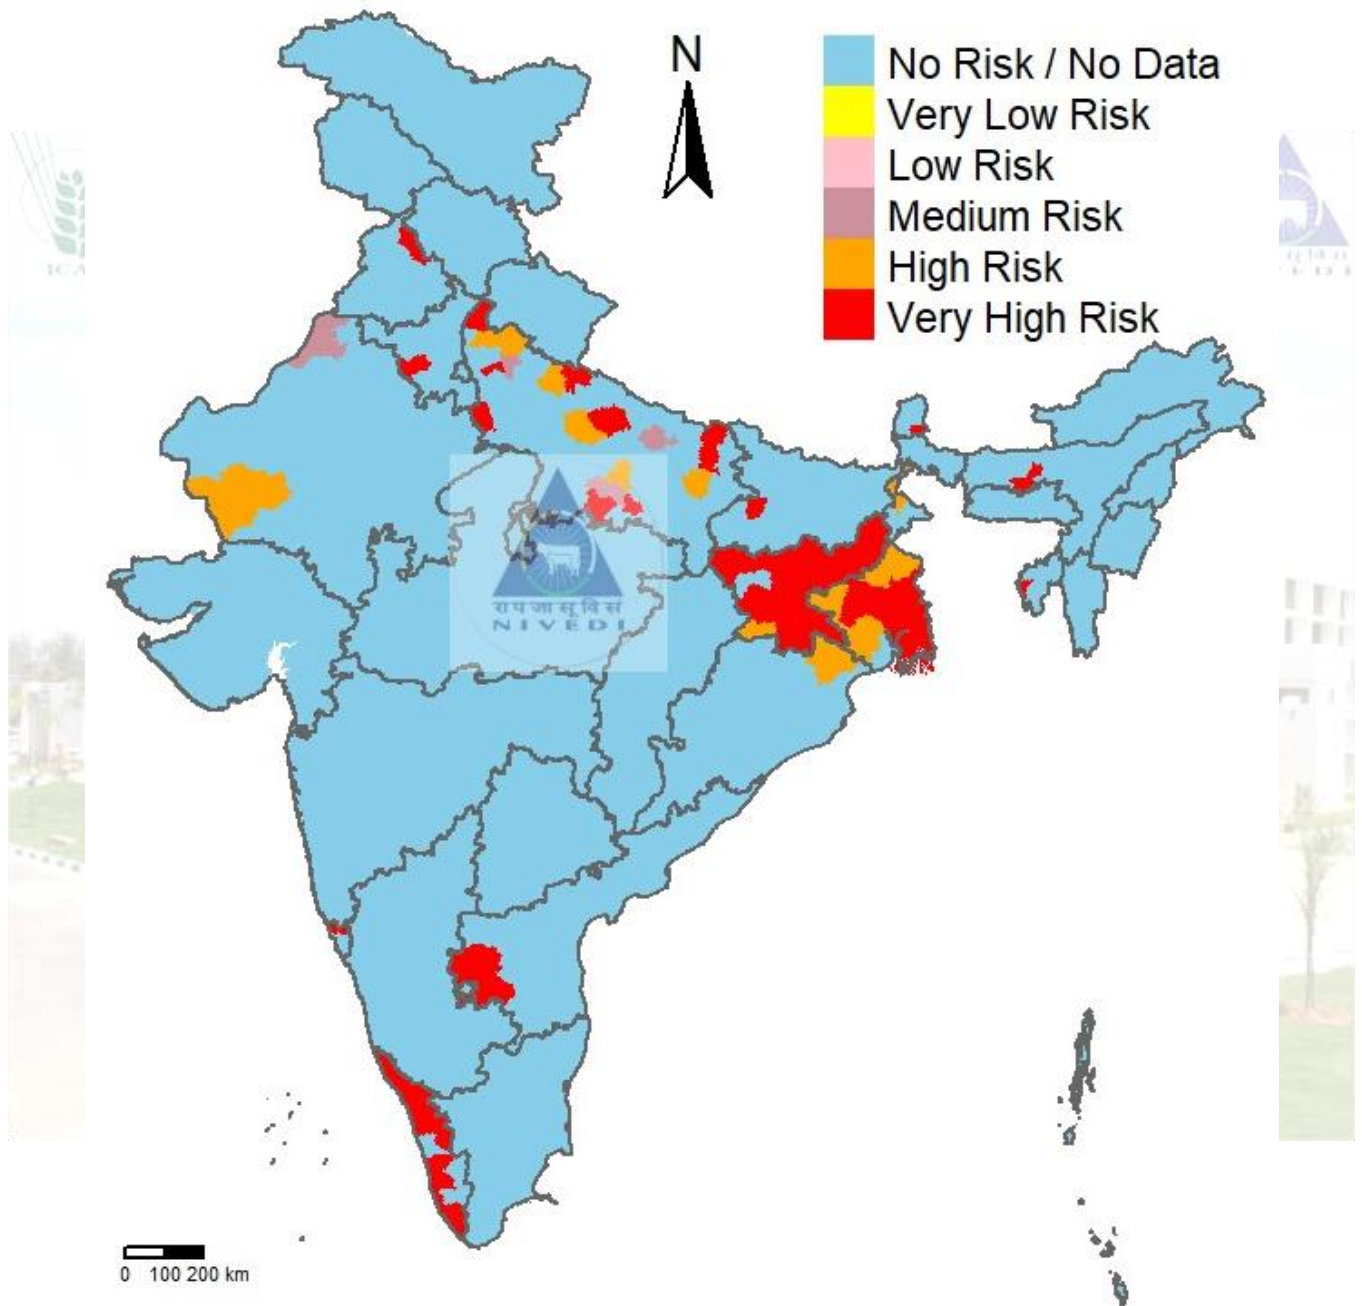 N
No Risk / No Data
Very Low Risk
Low Risk
Medium Risk
High Risk
Very High Risk
रापजासूविसं
NIVEDI
0 100 200 km